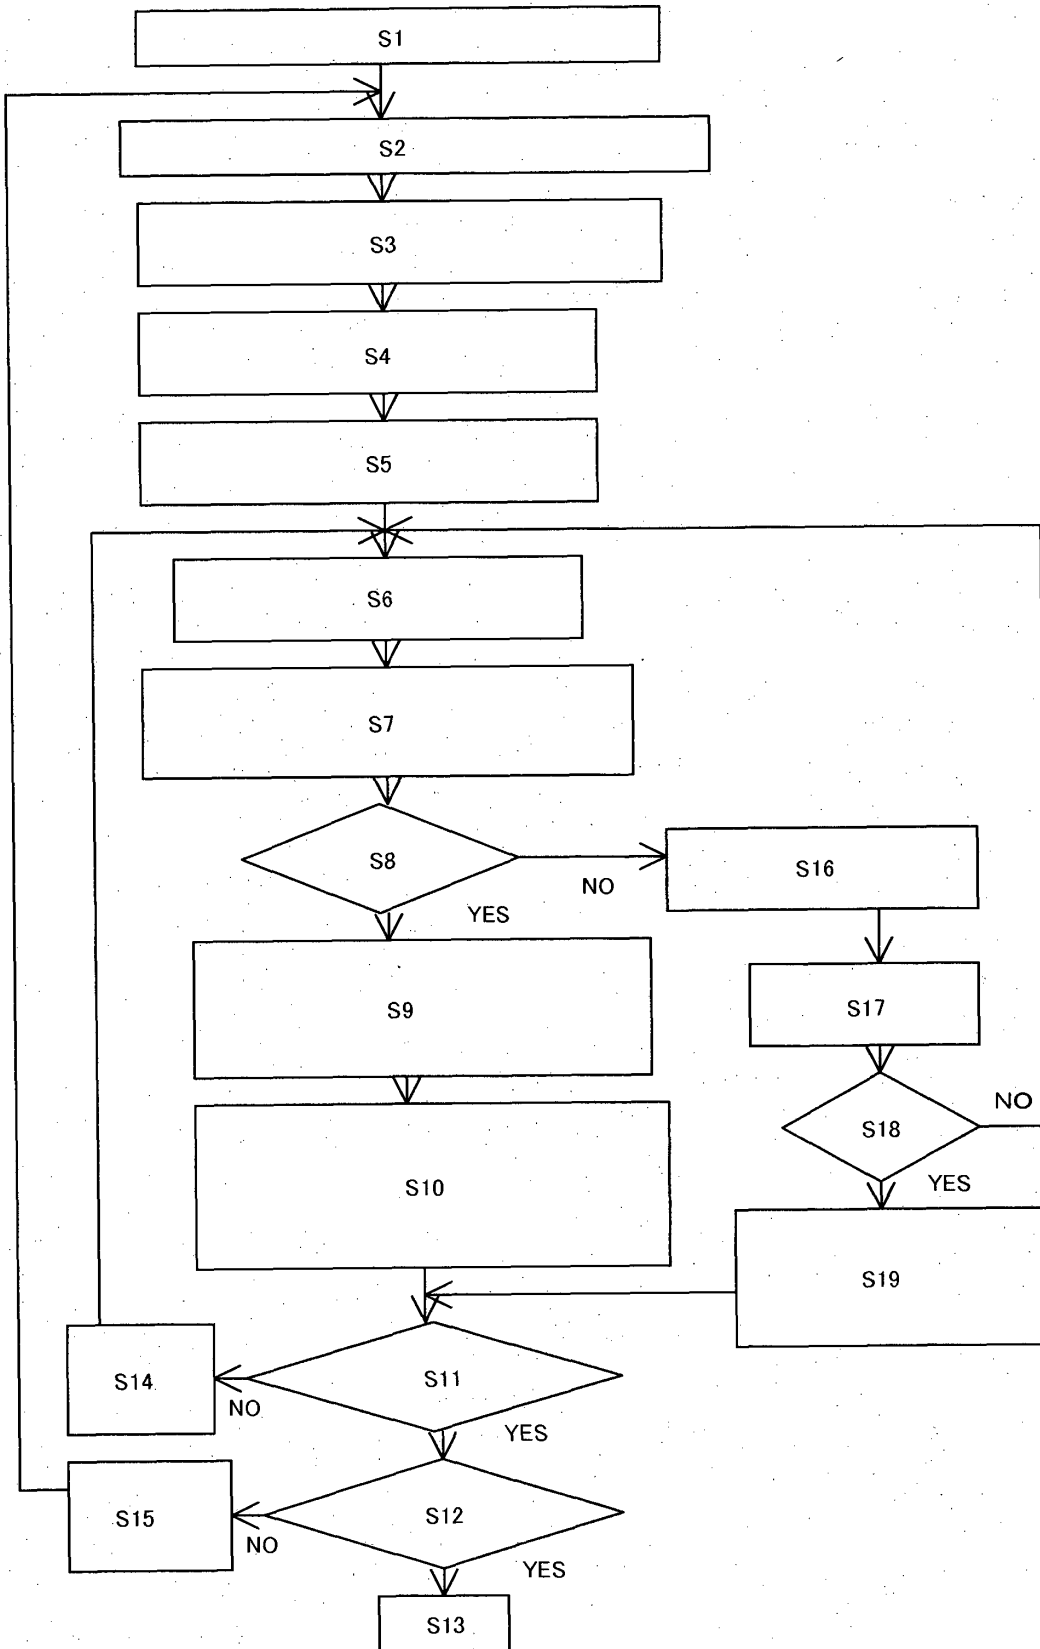 S1
S2
S3
S4
S5
S6
S7
S8
NO
S16
YES
S9
S17
S18
NO
YES
S10
S19
S11
S14
NO
YES
S12
S15
NO
YES
S13